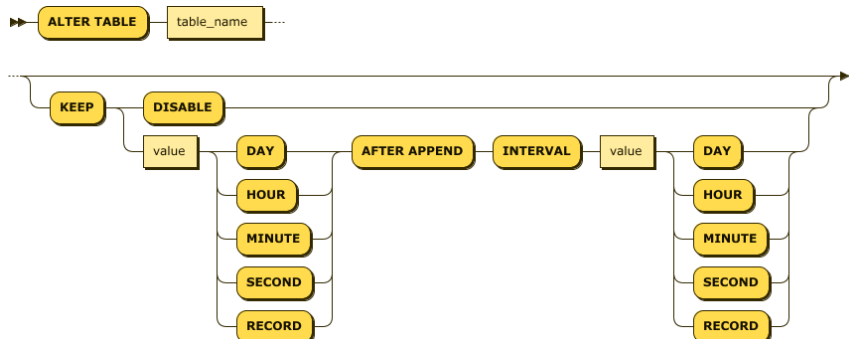 ALTER TABLE table_name
KEEP DISABLE
value DAY AFTER APPEND INTERVAL value DAY
HOUR HOUR
MINUTE MINUTE
SECOND SECOND
RECORD RECORD